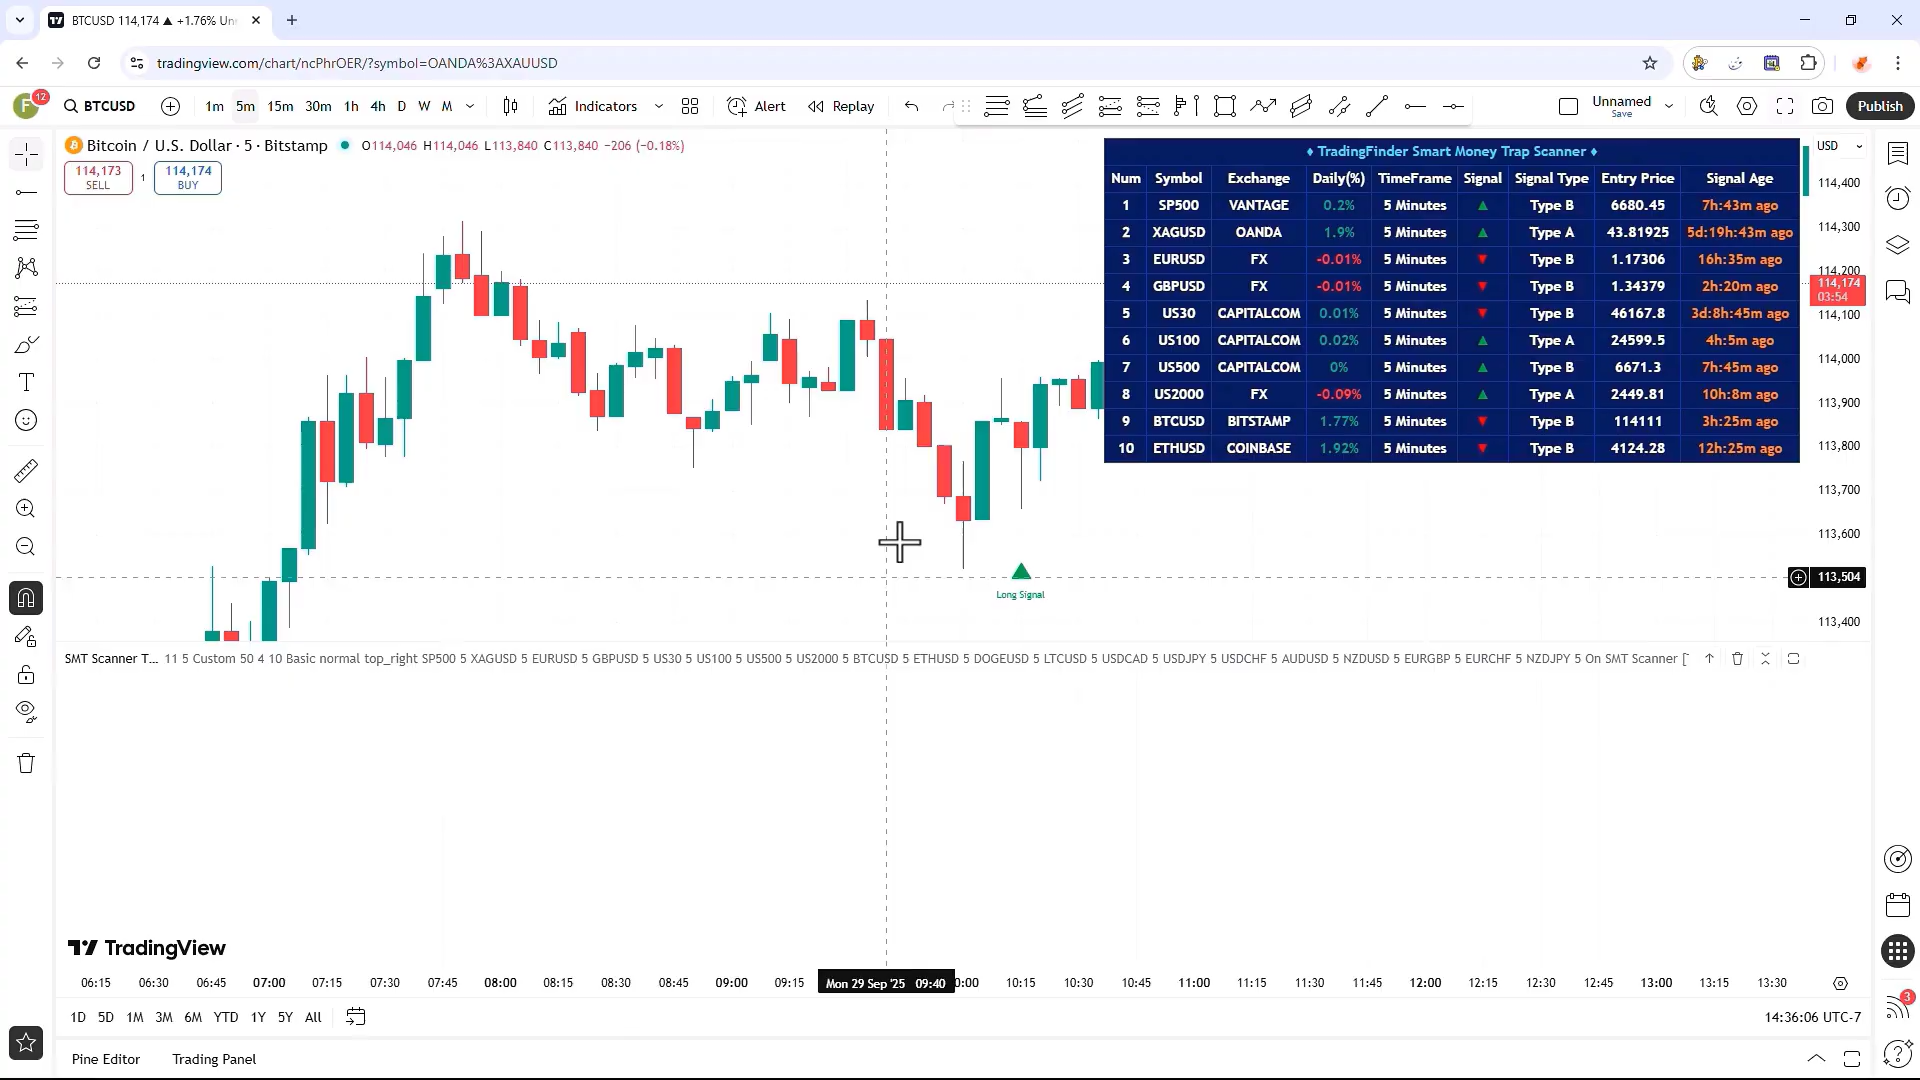 BTCUSD 114,174 ▲ +1.76% Un
tradingview.com/chart/ncPhrOER/?symbol=OANDA%3AXAUUSD
F 12 BTCUSD 1m 5m 15m 30m 1h 4h D W M Indicators Alert Replay Unnamed Save Publish
Bitcoin / U.S. Dollar · 5 · Bitstamp O114,046 H114,046 L113,840 C113,840 −206 (−0.18%)
114,173 SELL 1 114,174 BUY
♦ TradingFinder Smart Money Trap Scanner ♦
Num Symbol Exchange Daily(%) TimeFrame Signal Signal Type Entry Price Signal Age
1 SP500 VANTAGE 0.2% 5 Minutes ▲ Type B 6680.45 7h:43m ago
2 XAGUSD OANDA 1.9% 5 Minutes ▲ Type A 43.81925 5d:19h:43m ago
3 EURUSD FX -0.01% 5 Minutes ▼ Type B 1.17306 16h:35m ago
4 GBPUSD FX -0.01% 5 Minutes ▼ Type B 1.34379 2h:20m ago
5 US30 CAPITALCOM 0.01% 5 Minutes ▼ Type B 46167.8 3d:8h:45m ago
6 US100 CAPITALCOM 0.02% 5 Minutes ▲ Type A 24599.5 4h:5m ago
7 US500 CAPITALCOM 0% 5 Minutes ▲ Type B 6671.3 7h:45m ago
8 US2000 FX -0.09% 5 Minutes ▲ Type A 2449.81 10h:8m ago
9 BTCUSD BITSTAMP 1.77% 5 Minutes ▼ Type B 114111 3h:25m ago
10 ETHUSD COINBASE 1.92% 5 Minutes ▼ Type B 4124.28 12h:25m ago
USD
114,400
114,300
114,200
114,174
03:54
114,100
114,000
113,900
113,800
113,700
113,600
113,504
113,400
Long Signal
SMT Scanner T... 11 5 Custom 50 4 10 Basic normal top_right SP500 5 XAGUSD 5 EURUSD 5 GBPUSD 5 US30 5 US100 5 US500 5 US2000 5 BTCUSD 5 ETHUSD 5 DOGEUSD 5 LTCUSD 5 USDCAD 5 USDJPY 5 USDCHF 5 AUDUSD 5 NZDUSD 5 EURGBP 5 EURCHF 5 NZDJPY 5 On SMT Scanner [
TradingView
06:15 06:30 06:45 07:00 07:15 07:30 07:45 08:00 08:15 08:30 08:45 09:00 09:15 Mon 29 Sep '25 09:40 0:00 10:15 10:30 10:45 11:00 11:15 11:30 11:45 12:00 12:15 12:30 12:45 13:00 13:15 13:30
1D 5D 1M 3M 6M YTD 1Y 5Y All 14:36:06 UTC-7
3
Pine Editor Trading Panel